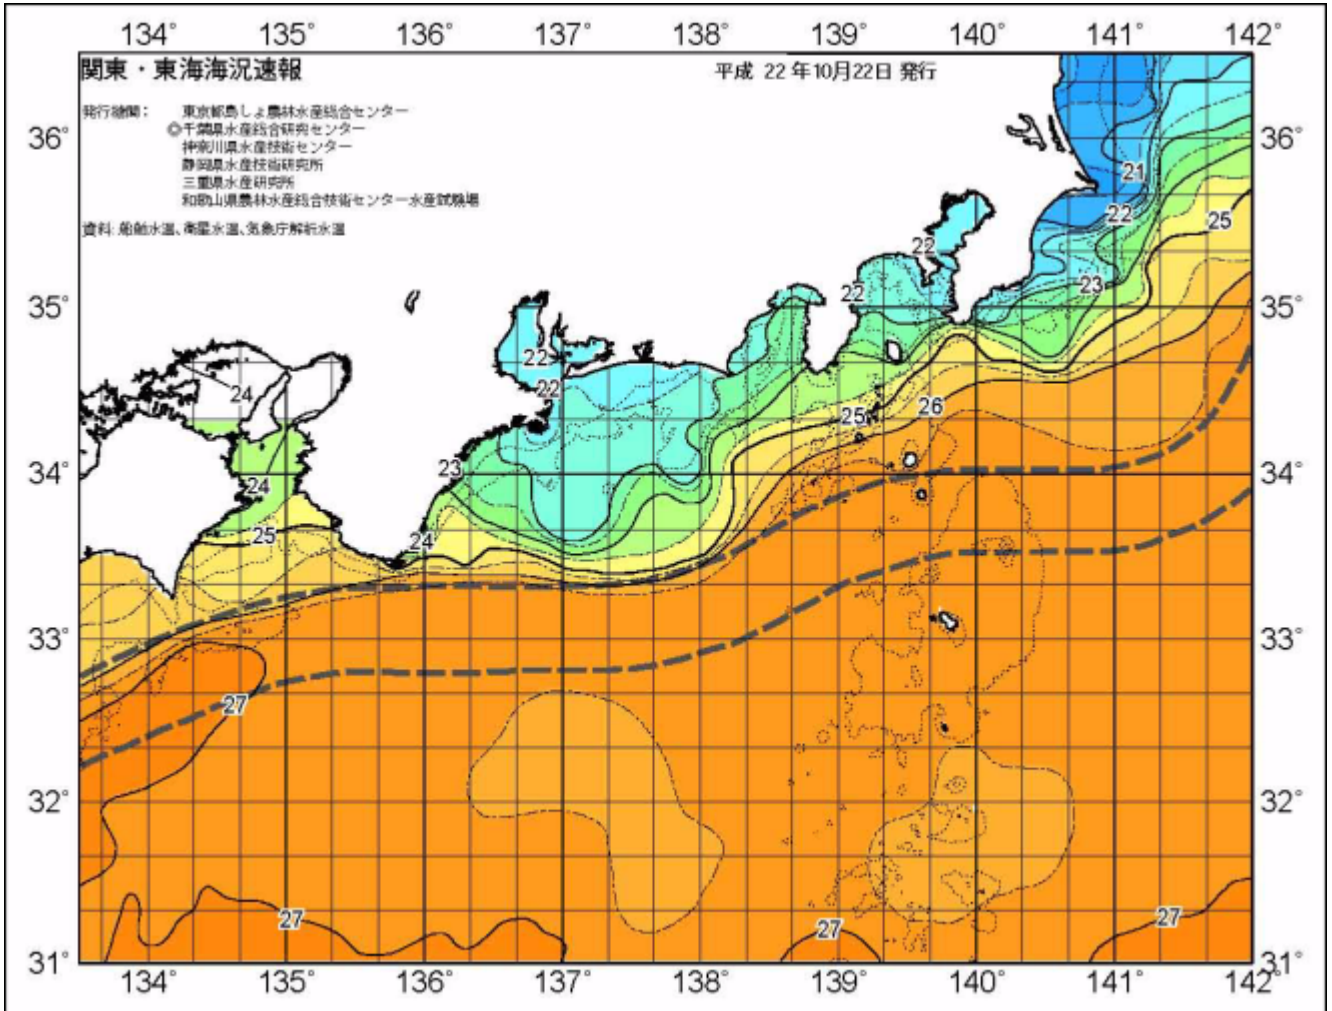 134° 135° 136° 137° 138° 139° 140° 141° 142°
関東・東海海況速報
平成 22年10月22日 発行
発行機関: 東京都島しょ農林水産総合センター
◎千葉県水産総合研究センター
神奈川県水産技術センター
静岡県水産技術研究所
三重県水産研究所
和歌山県農林水産総合技術センター水産試験場
資料: 船舶水温、衛星水温、気象庁解析水温
36° 36°
21
22
25
22
23
22
35° 35°
22
24
22
25
26
23
34° 34°
24
25
24
33° 33°
27
32° 32°
27
27
27
31° 31°
134° 135° 136° 137° 138° 139° 140° 141° 142°